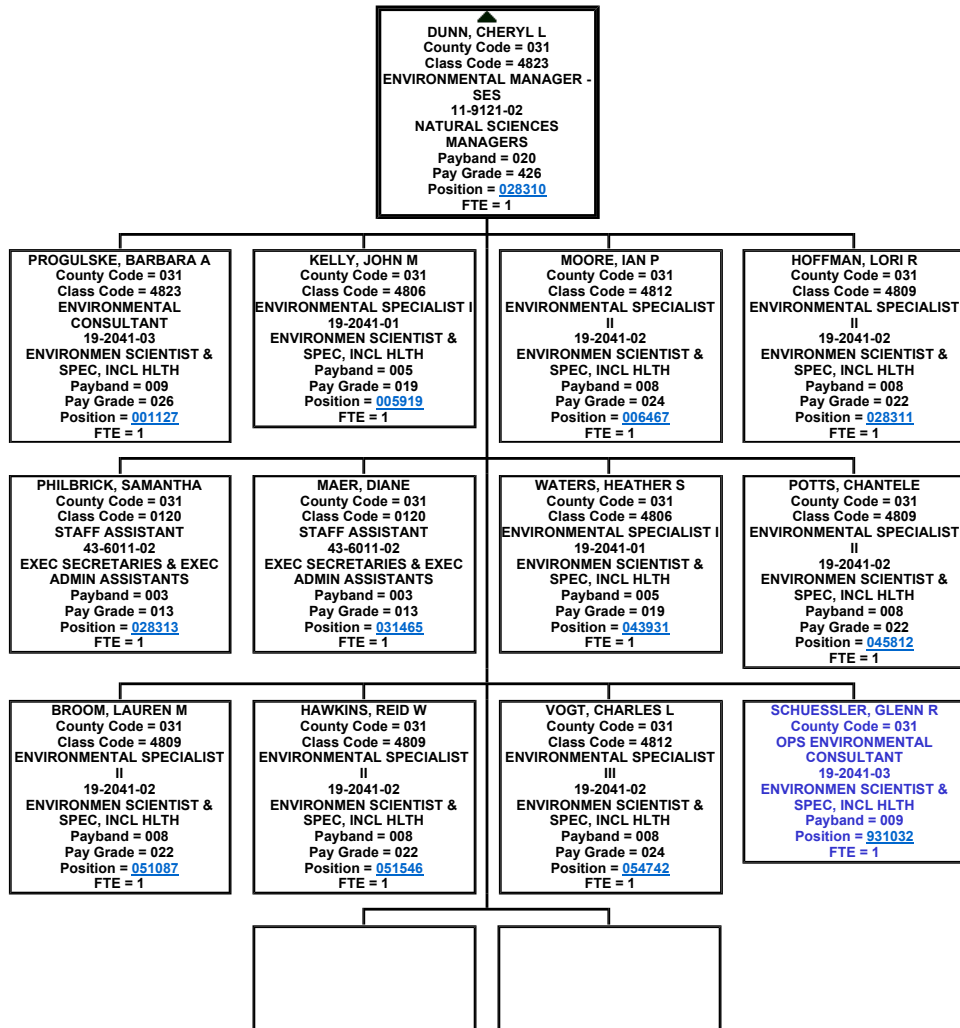 DUNN, CHERYL L
County Code = 031
Class Code = 4823
ENVIRONMENTAL MANAGER -
SES
11-9121-02
NATURAL SCIENCES
MANAGERS
Payband = 020
Pay Grade = 426
Position = 028310
FTE = 1
PROGULSKE, BARBARA A
County Code = 031
Class Code = 4823
ENVIRONMENTAL
CONSULTANT
19-2041-03
ENVIRONMEN SCIENTIST &
SPEC, INCL HLTH
Payband = 009
Pay Grade = 026
Position = 001127
FTE = 1
KELLY, JOHN M
County Code = 031
Class Code = 4806
ENVIRONMENTAL SPECIALIST I
19-2041-01
ENVIRONMEN SCIENTIST &
SPEC, INCL HLTH
Payband = 005
Pay Grade = 019
Position = 005919
FTE = 1
MOORE, IAN P
County Code = 031
Class Code = 4812
ENVIRONMENTAL SPECIALIST
II
19-2041-02
ENVIRONMEN SCIENTIST &
SPEC, INCL HLTH
Payband = 008
Pay Grade = 024
Position = 006467
FTE = 1
HOFFMAN, LORI R
County Code = 031
Class Code = 4809
ENVIRONMENTAL SPECIALIST
II
19-2041-02
ENVIRONMEN SCIENTIST &
SPEC, INCL HLTH
Payband = 008
Pay Grade = 022
Position = 028311
FTE = 1
PHILBRICK, SAMANTHA
County Code = 031
Class Code = 0120
STAFF ASSISTANT
43-6011-02
EXEC SECRETARIES & EXEC
ADMIN ASSISTANTS
Payband = 003
Pay Grade = 013
Position = 028313
FTE = 1
MAER, DIANE
County Code = 031
Class Code = 0120
STAFF ASSISTANT
43-6011-02
EXEC SECRETARIES & EXEC
ADMIN ASSISTANTS
Payband = 003
Pay Grade = 013
Position = 031465
FTE = 1
WATERS, HEATHER S
County Code = 031
Class Code = 4806
ENVIRONMENTAL SPECIALIST I
19-2041-01
ENVIRONMEN SCIENTIST &
SPEC, INCL HLTH
Payband = 005
Pay Grade = 019
Position = 043931
FTE = 1
POTTS, CHANTELE
County Code = 031
Class Code = 4809
ENVIRONMENTAL SPECIALIST
II
19-2041-02
ENVIRONMEN SCIENTIST &
SPEC, INCL HLTH
Payband = 008
Pay Grade = 022
Position = 045812
FTE = 1
BROOM, LAUREN M
County Code = 031
Class Code = 4809
ENVIRONMENTAL SPECIALIST
II
19-2041-02
ENVIRONMEN SCIENTIST &
SPEC, INCL HLTH
Payband = 008
Pay Grade = 022
Position = 051087
FTE = 1
HAWKINS, REID W
County Code = 031
Class Code = 4809
ENVIRONMENTAL SPECIALIST
II
19-2041-02
ENVIRONMEN SCIENTIST &
SPEC, INCL HLTH
Payband = 008
Pay Grade = 022
Position = 051546
FTE = 1
VOGT, CHARLES L
County Code = 031
Class Code = 4812
ENVIRONMENTAL SPECIALIST
III
19-2041-02
ENVIRONMEN SCIENTIST &
SPEC, INCL HLTH
Payband = 008
Pay Grade = 024
Position = 054742
FTE = 1
SCHUESSLER, GLENN R
County Code = 031
OPS ENVIRONMENTAL
CONSULTANT
19-2041-03
ENVIRONMEN SCIENTIST &
SPEC, INCL HLTH
Payband = 009
Position = 931032
FTE = 1